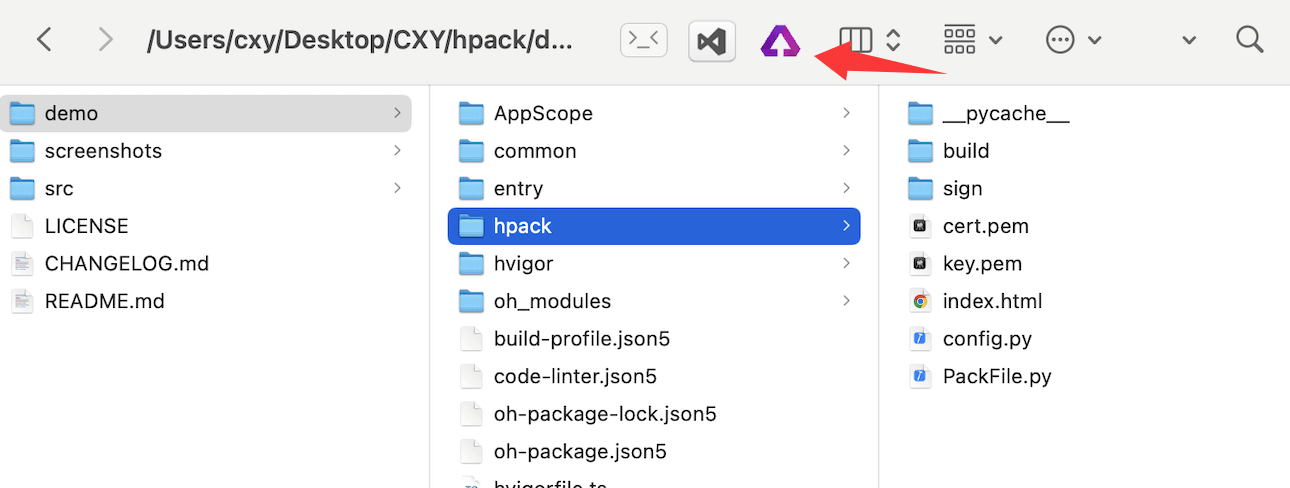 /Users/cxy/Desktop/CXY/hpack/d...
demo
screenshots
src
LICENSE
CHANGELOG.md
README.md
AppScope
common
entry
hpack
hvigor
oh_modules
build-profile.json5
code-linter.json5
oh-package-lock.json5
oh-package.json5
hvigorfile.ts
__pycache__
build
sign
cert.pem
key.pem
index.html
config.py
PackFile.py